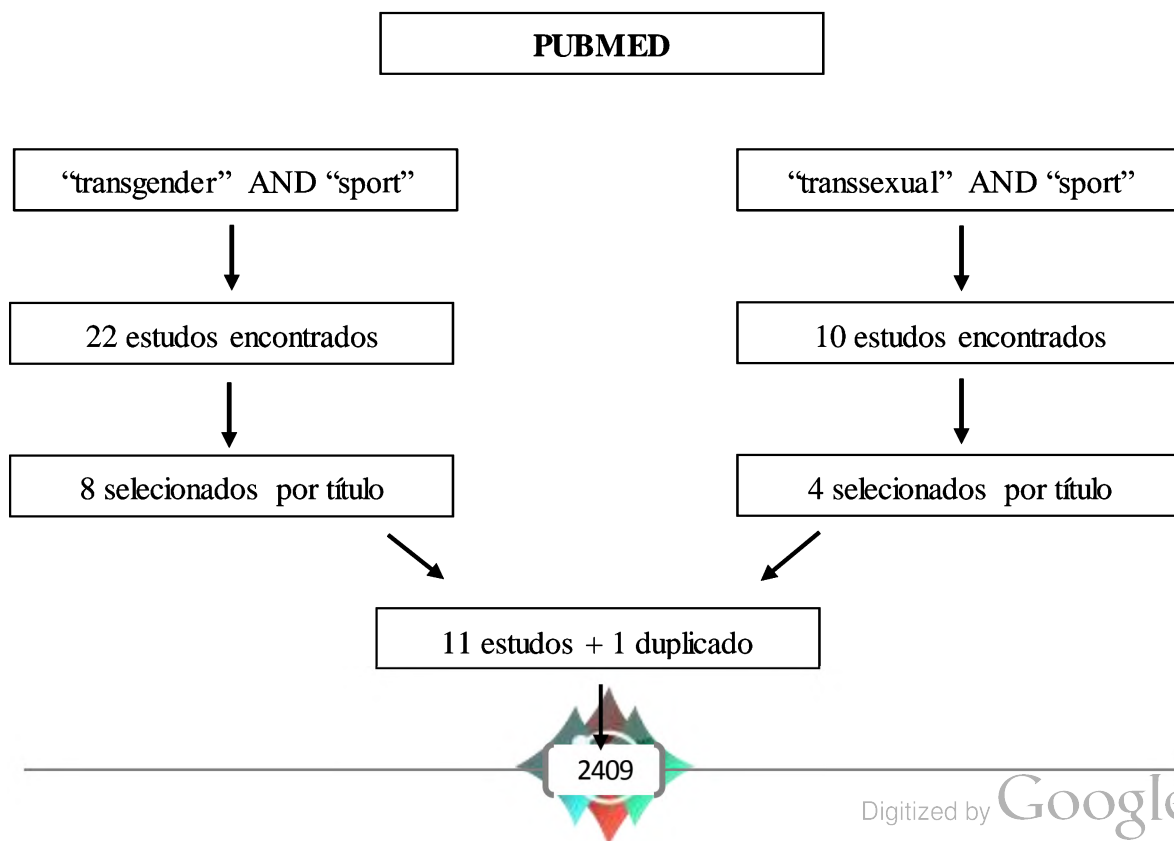 PUBMED
“transgender” AND “sport”
“transsexual” AND “sport”
22 estudos encontrados
10 estudos encontrados
8 selecionados por título
4 selecionados por título
11 estudos + 1 duplicado
2409
Digitized by Google